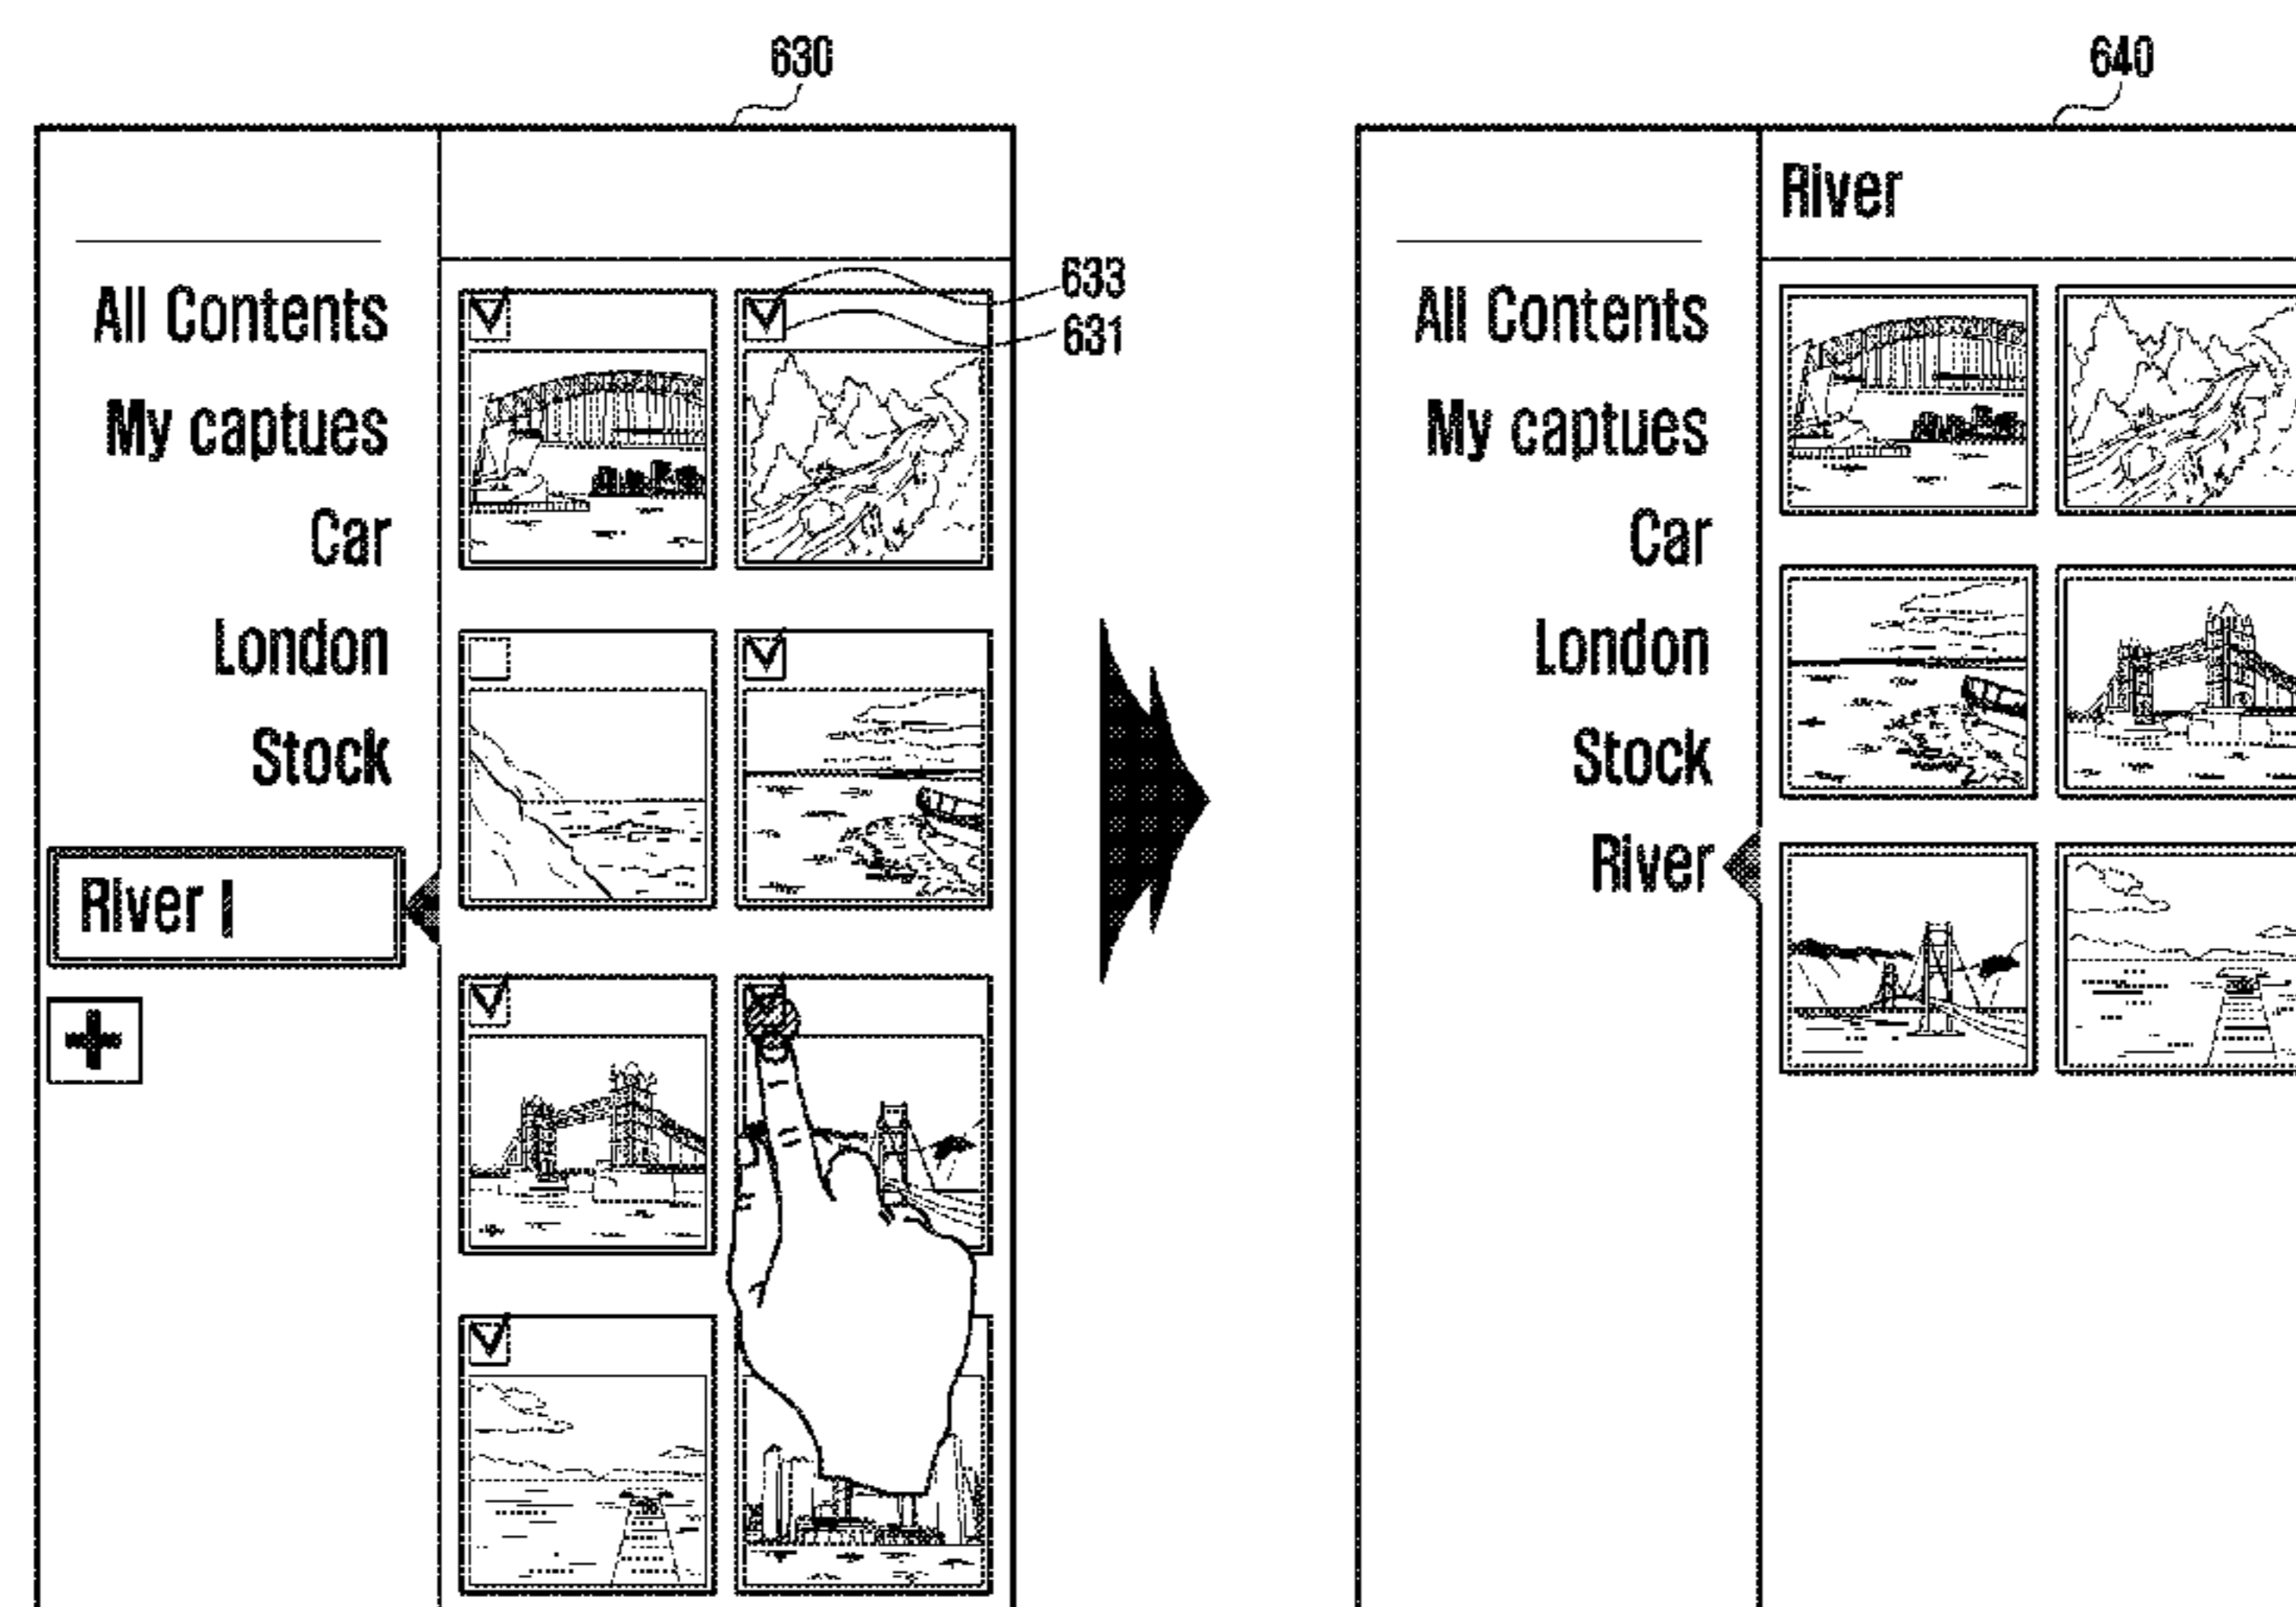 630
633
631
All Contents
My captues
Car
London
Stock
River
+
640
River
All Contents
My captues
Car
London
Stock
River